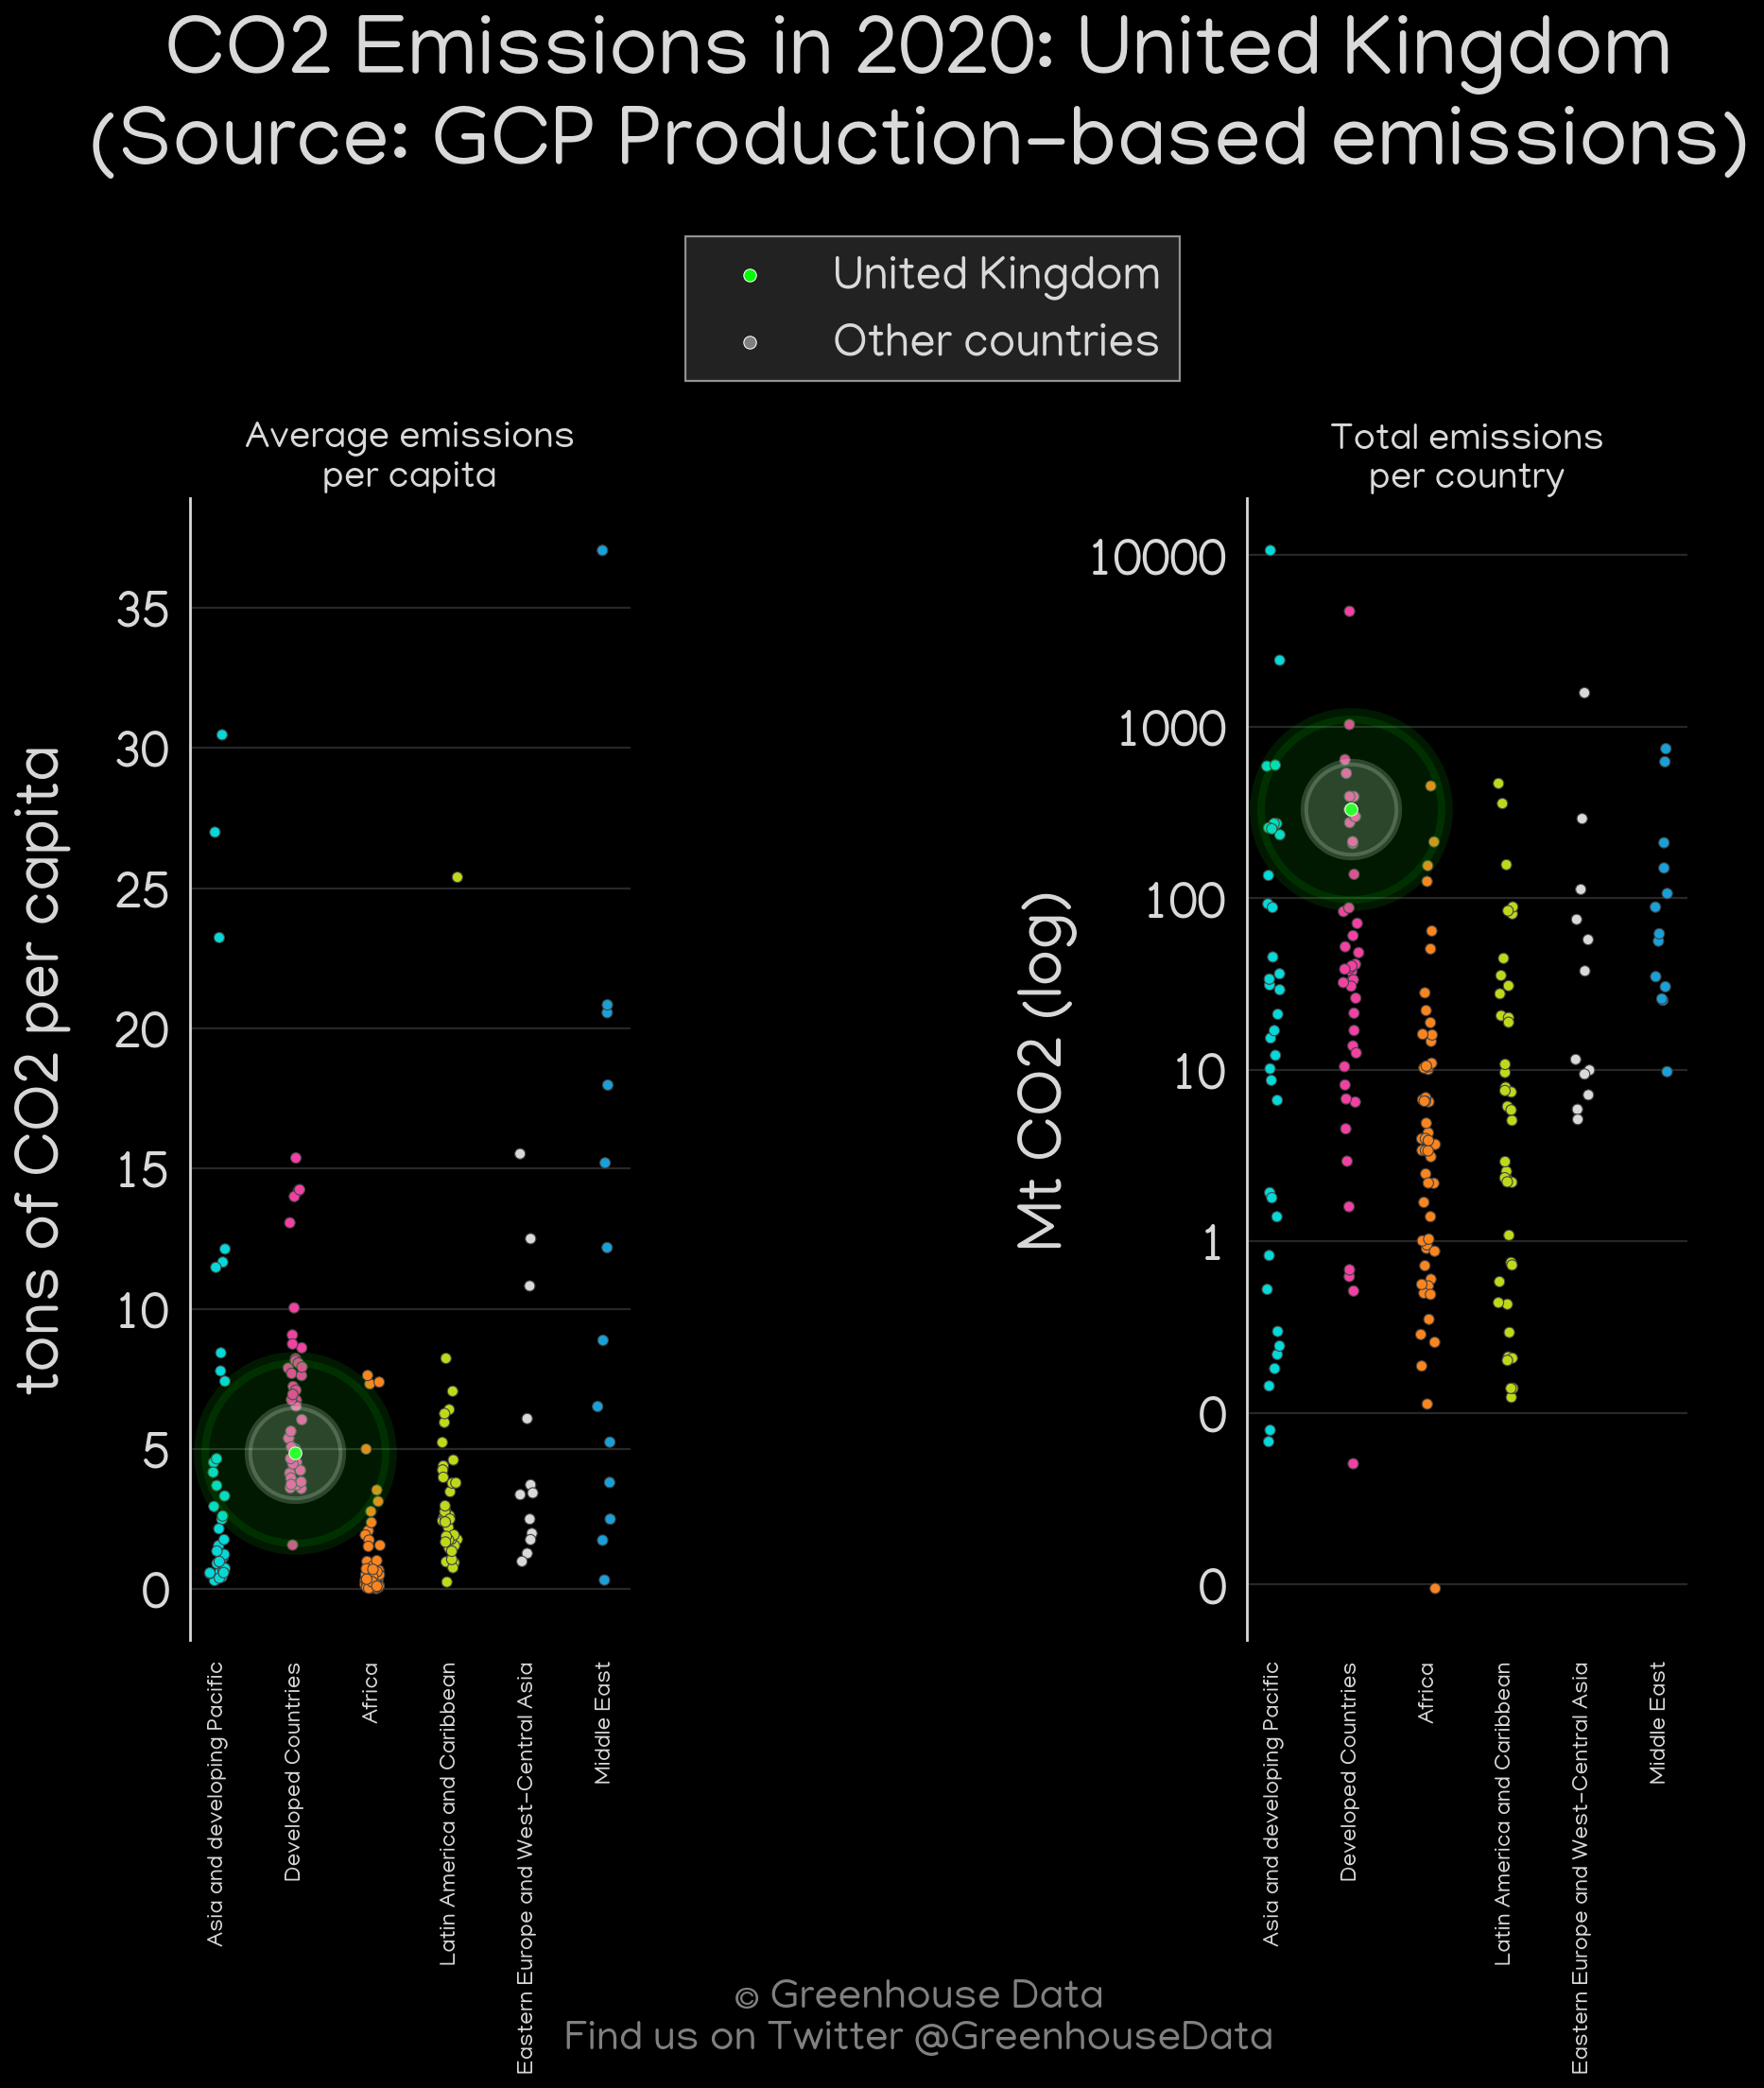 CO2 Emissions in 2020: United Kingdom
(Source: GCP Production-based emissions)
United Kingdom
Other countries
Average emissions
per capita
tons of CO2 per capita
35
30
25
20
15
10
5
0
Asia and developing Pacific
Developed Countries
Africa
Latin America and Caribbean
Eastern Europe and West-Central Asia
Middle East
Total emissions
per country
Mt CO2 (log)
10000
1000
100
10
1
0
0
Asia and developing Pacific
Developed Countries
Africa
Latin America and Caribbean
Eastern Europe and West-Central Asia
Middle East
© Greenhouse Data
Find us on Twitter @GreenhouseData